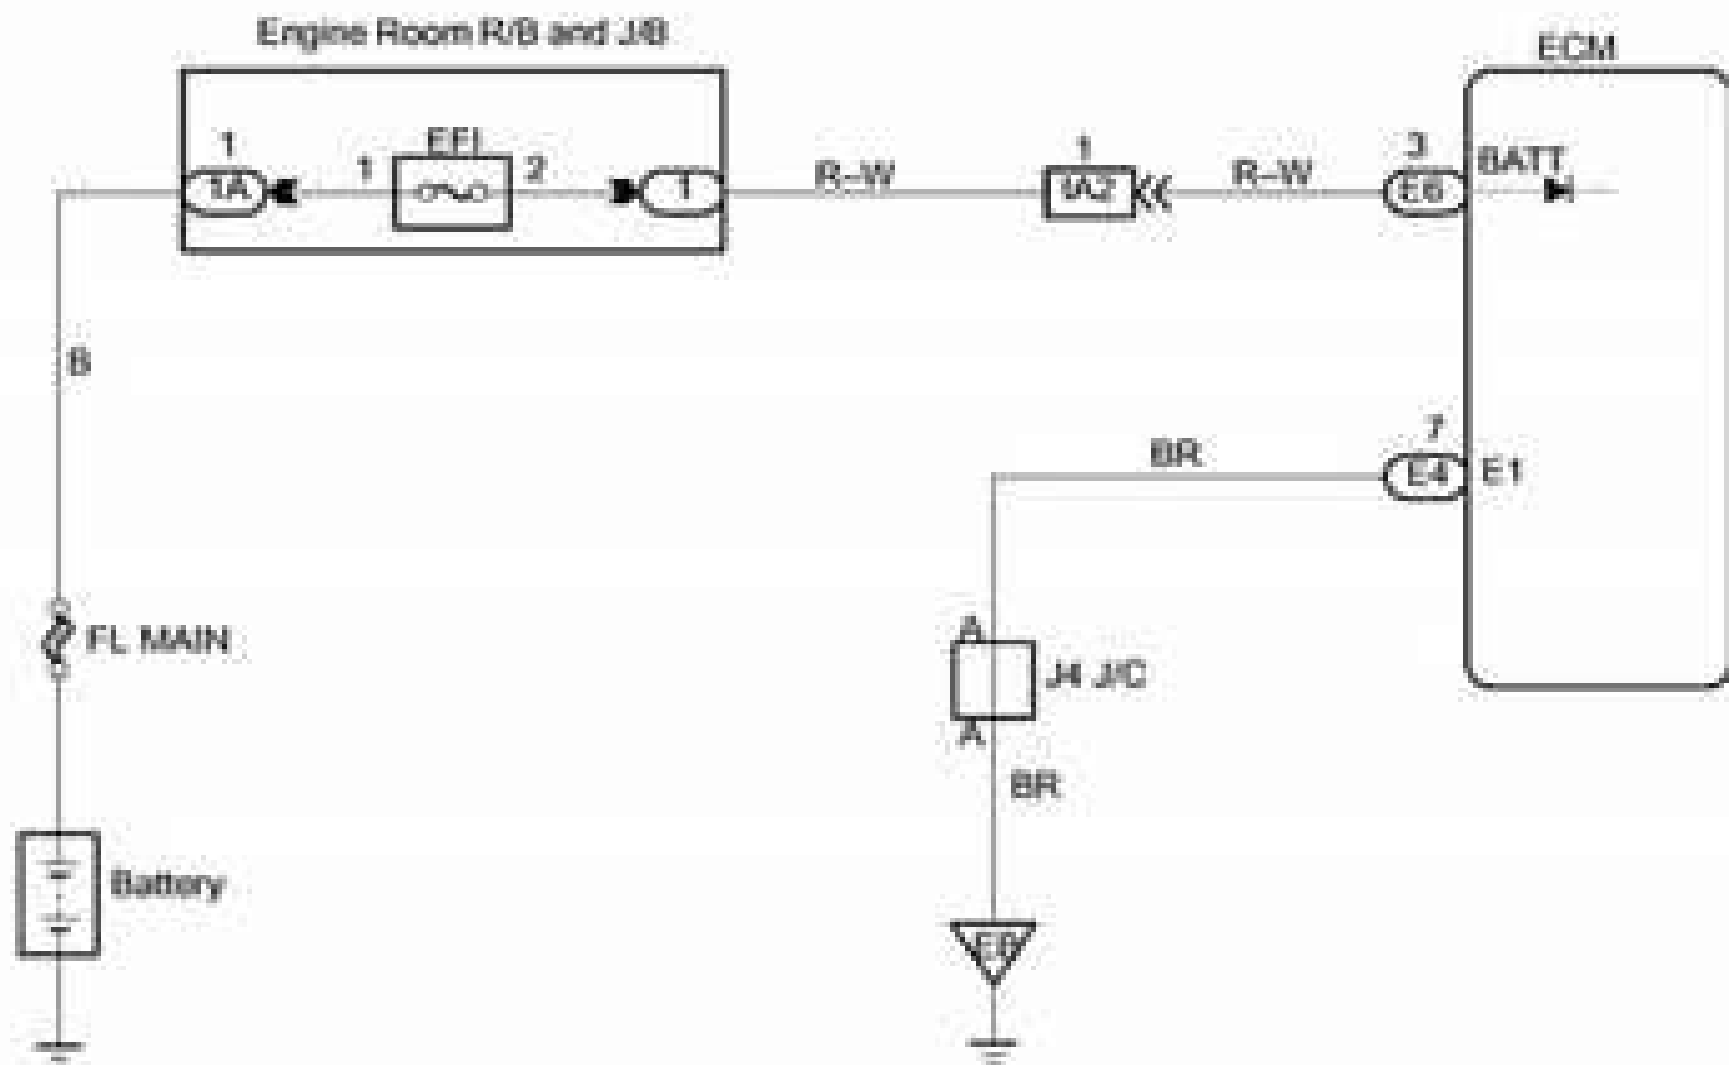 Engine Room R/B and J/B
ECM
1
EFI
1
3
1A
1
2
1
R-W
IA2
R-W
E6
BATT
B
7
BR
E4
E1
FL MAIN
A
J4 J/C
A
BR
Battery